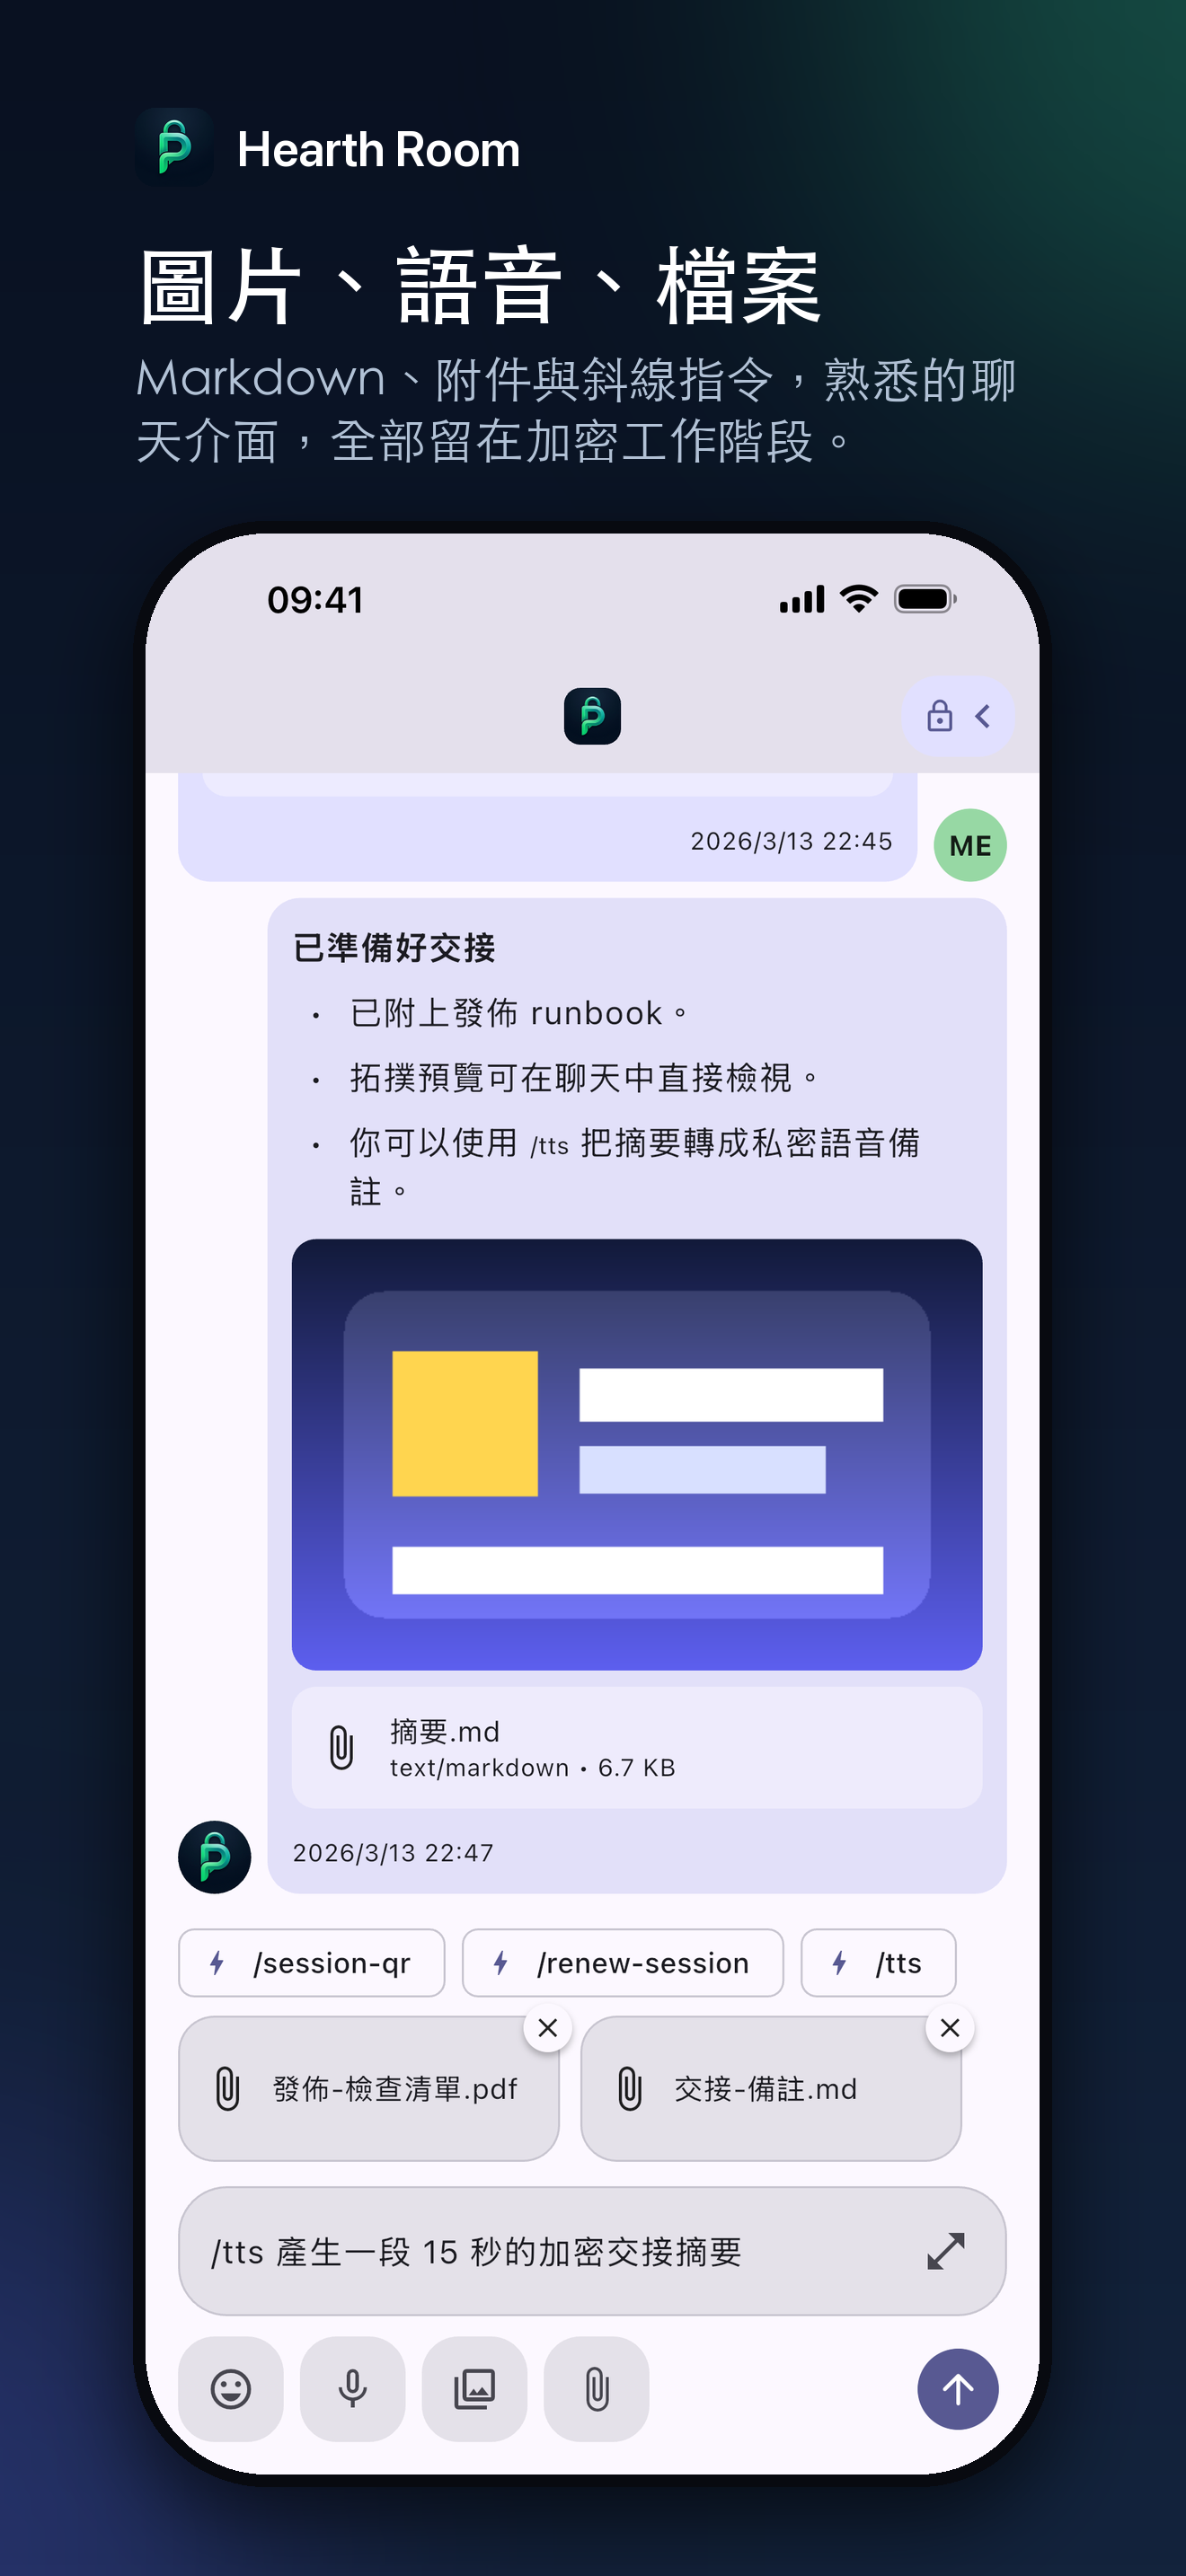 Hearth Room
圖片、語音、檔案
Markdown、附件與斜線指令，熟悉的聊
天介面，全部留在加密工作階段。
09:41
2026/3/13 22:45
ME
已準備好交接
• 已附上發佈 runbook。
• 拓撲預覽可在聊天中直接檢視。
• 你可以使用 /tts 把摘要轉成私密語音備
註。
摘要.md
text/markdown • 6.7 KB
2026/3/13 22:47
/session-qr
/renew-session
/tts
發佈-檢查清單.pdf
交接-備註.md
/tts 產生一段 15 秒的加密交接摘要